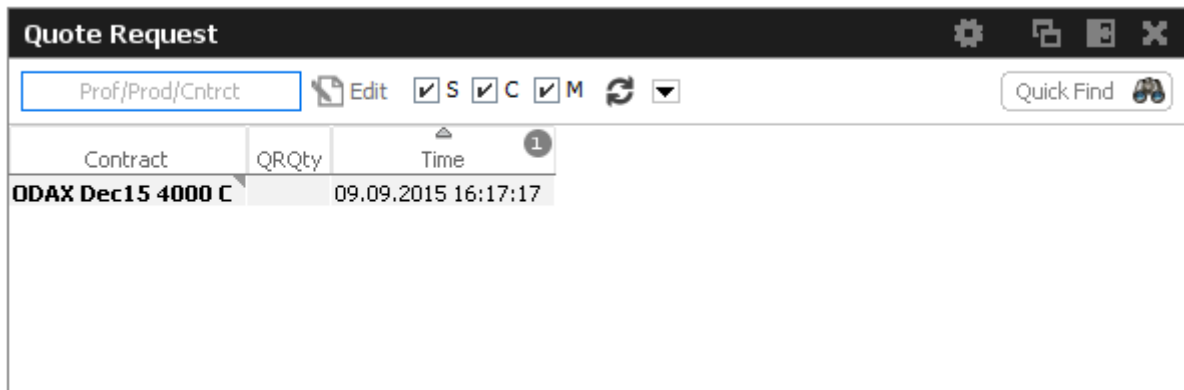 Quote Request
Prof/Prod/Cntrct Edit S C M Quick Find
1
Contract QRQty Time
ODAX Dec15 4000 C 09.09.2015 16:17:17